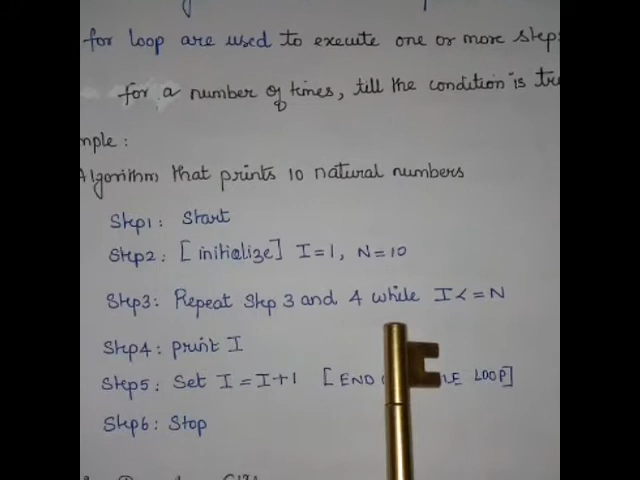 for loop are used to execute one or more step
for a number of times, till the condition is
mple:
Algorithm that prints 10 natural numbers
Step1: Start
Step2: [initialize] I=1, N=10
Step3: Repeat Step 3 and 4 while I<=N
Step4: print I
Step5: Set I=I+1 [END LE LOOP]
Step6: Stop